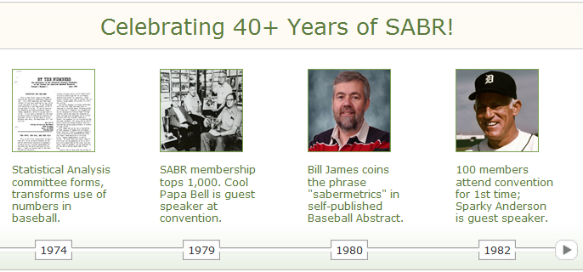 Celebrating 40+ Years of SABR!
BY THE NUMBERS
Statistical Analysis
committee forms,
transforms use of
numbers in
baseball.
SABR membership
tops 1,000. Cool
Papa Bell is guest
speaker at
convention.
Bill James coins
the phrase
"sabermetrics" in
self-published
Baseball Abstract.
100 members
attend convention
for 1st time;
Sparky Anderson
is guest speaker.
1974
1979
1980
1982